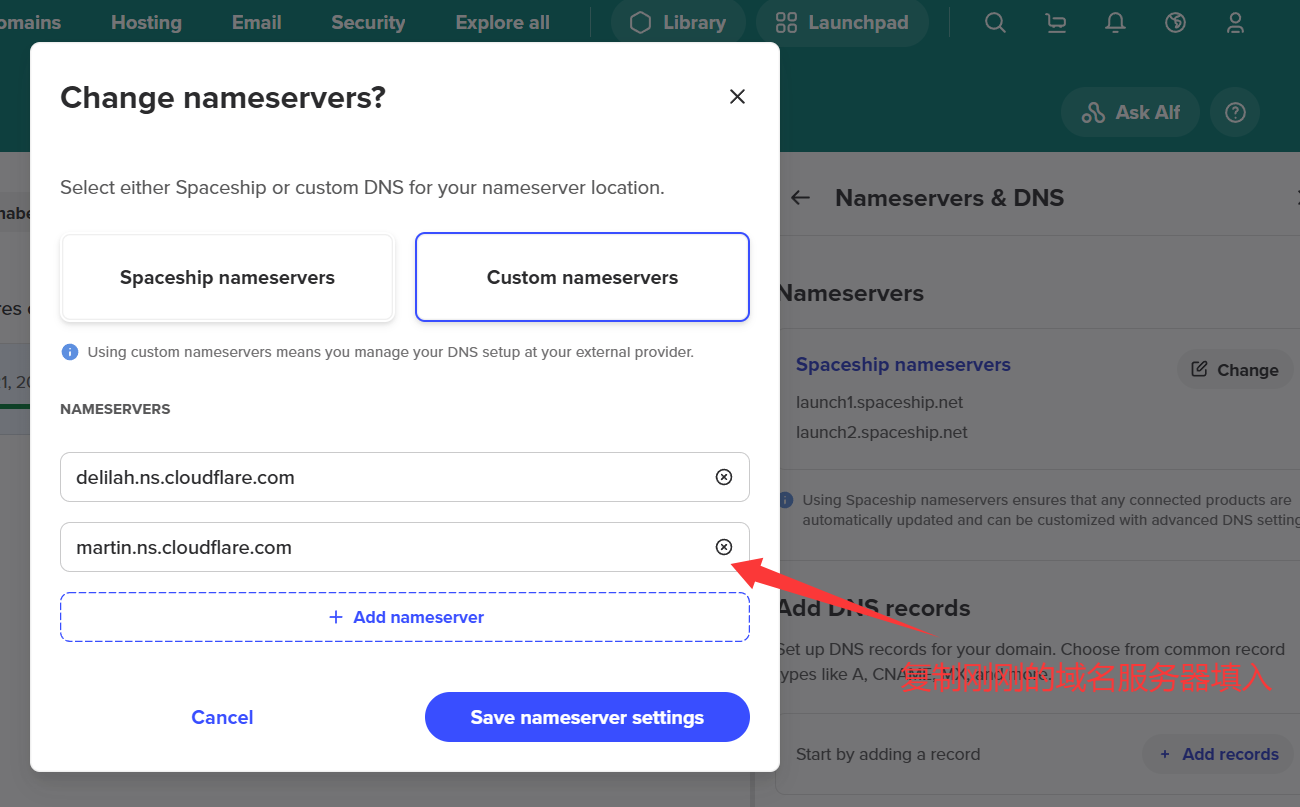 Hosting
Email
Security
Explore all
Library
Launchpad
Ask Alf
Change nameservers?
Select either Spaceship or custom DNS for your nameserver location.
Spaceship nameservers
Custom nameservers
Using custom nameservers means you manage your DNS setup at your external provider.
NAMESERVERS
delilah.ns.cloudflare.com
martin.ns.cloudflare.com
+ Add nameserver
Cancel
Save nameserver settings
Nameservers & DNS
Nameservers
Spaceship nameservers
Change
launch1.spaceship.net
launch2.spaceship.net
Using Spaceship nameservers ensures that any connected products are
automatically updated and can be customized with advanced DNS setting
Add DNS records
Set up DNS records for your domain. Choose from common record
types like A, CNAME, MX, and more.
复制刚刚的域名服务器填入
Start by adding a record
+ Add records